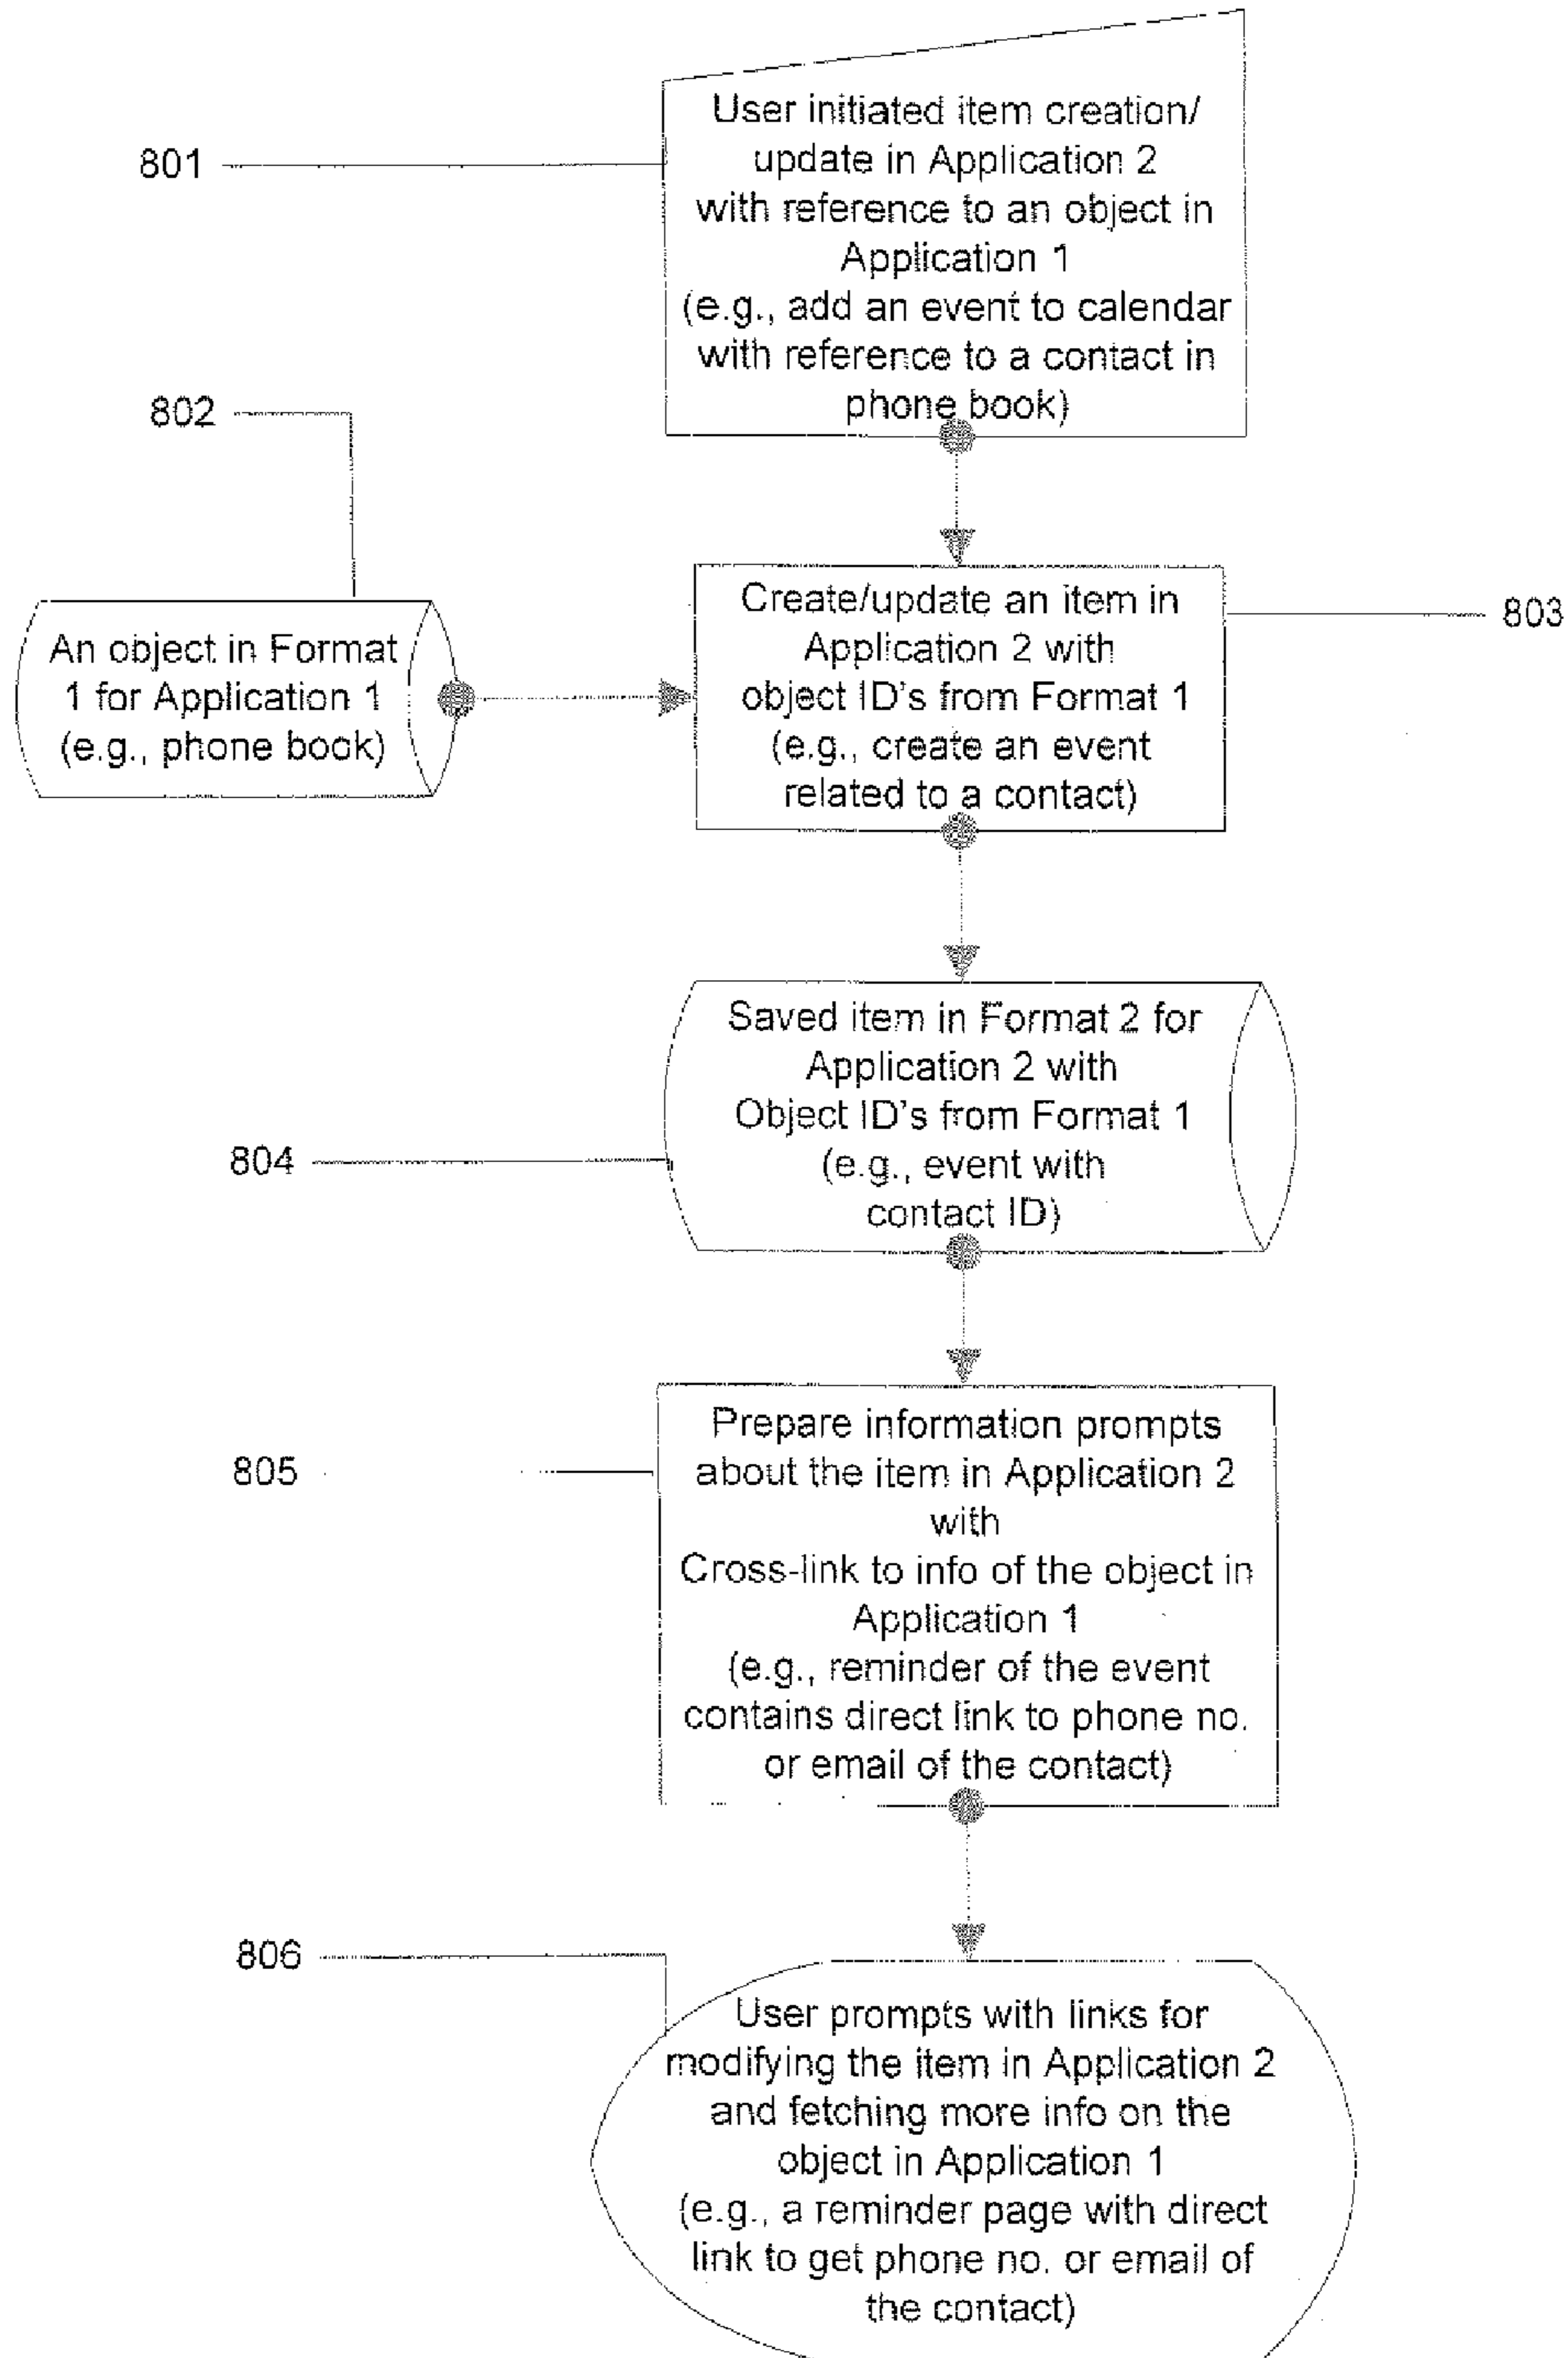 801
User initiated item creation/
update in Application 2
with reference to an object in
Application 1
(e.g., add an event to calendar
with reference to a contact in
phone book)
802
An object in Format
1 for Application 1
(e.g., phone book)
803
Create/update an item in
Application 2 with
object ID's from Format 1
(e.g., create an event
related to a contact)
804
Saved item in Format 2 for
Application 2 with
Object ID's from Format 1
(e.g., event with
contact ID)
805
Prepare information prompts
about the item in Application 2
with
Cross-link to info of the object in
Application 1
(e.g., reminder of the event
contains direct link to phone no.
or email of the contact)
806
User prompts with links for
modifying the item in Application 2
and fetching more info on the
object in Application 1
(e.g., a reminder page with direct
link to get phone no. or email of
the contact)